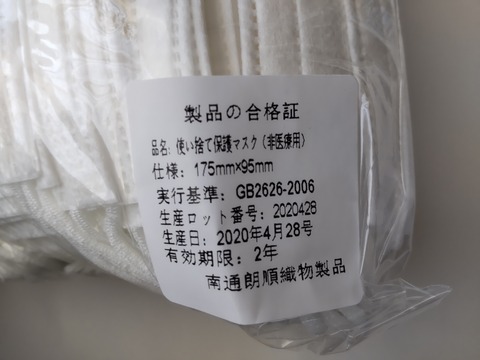 製品の合格証
品名: 使い捨て保護マスク (非医療用)
仕様: 175mm×95mm
実行基準: GB2626-2006
生産ロット番号: 2020428
生産日: 2020年4月28号
有効期限: 2年
南通朗順織物製品